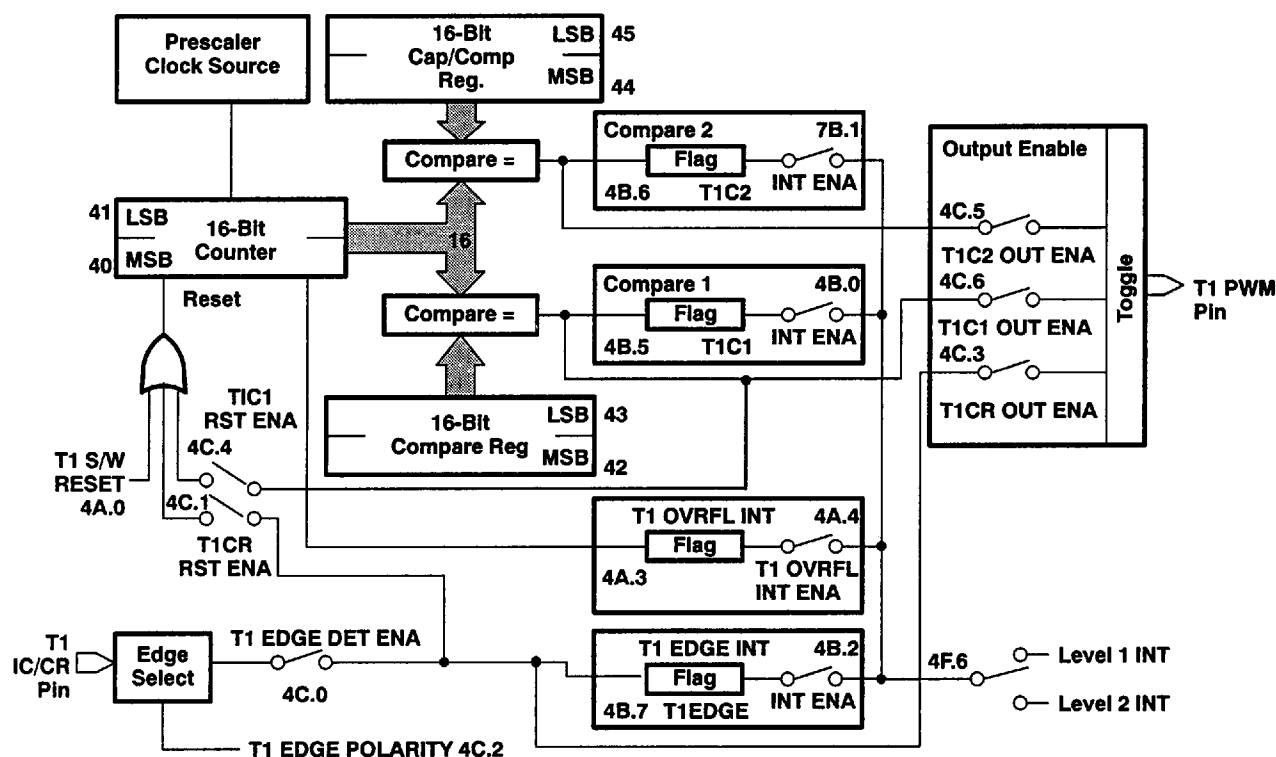 Prescaler
Clock Source
16-Bit
Cap/Comp
Reg.
LSB
MSB
45
44
Compare =
Compare 2
7B.1
Flag
INT ENA
4B.6
T1C2
41
LSB
16-Bit
Counter
40
MSB
16
Reset
Compare =
Compare 1
4B.0
Flag
INT ENA
4B.5
T1C1
Output Enable
4C.5
T1C2 OUT ENA
4C.6
T1C1 OUT ENA
4C.3
T1CR OUT ENA
Toggle
T1 PWM
Pin
TIC1
RST ENA
16-Bit
Compare Reg
LSB
MSB
43
42
T1 S/W
RESET
4A.0
4C.4
4C.1
T1CR
RST ENA
T1 OVRFL INT
4A.4
Flag
4A.3
T1 OVRFL
INT ENA
T1
IC/CR
Pin
Edge
Select
T1 EDGE DET ENA
4C.0
T1 EDGE INT
4B.2
Flag
INT ENA
4B.7
T1EDGE
4F.6
Level 1 INT
Level 2 INT
T1 EDGE POLARITY 4C.2